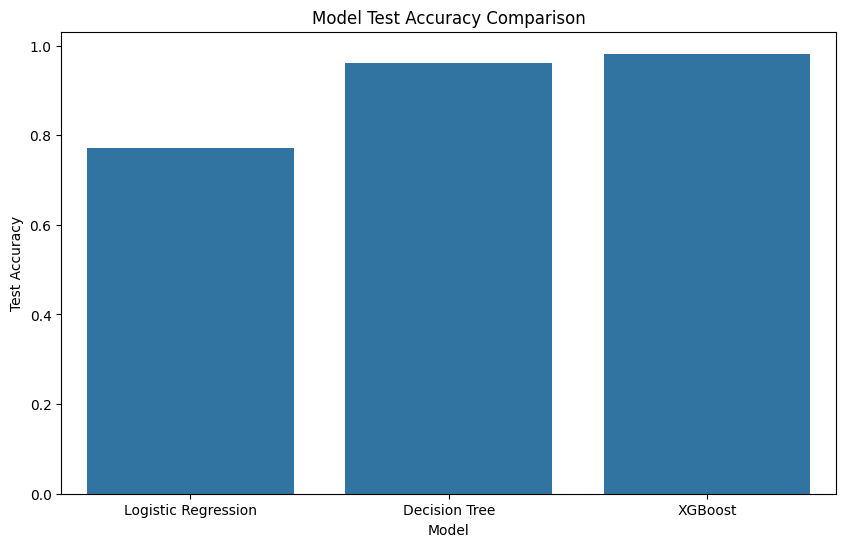 Model Test Accuracy Comparison
1.0
0.8
0.6
0.4
0.2
0.0
Test Accuracy
Logistic Regression
Decision Tree
XGBoost
Model